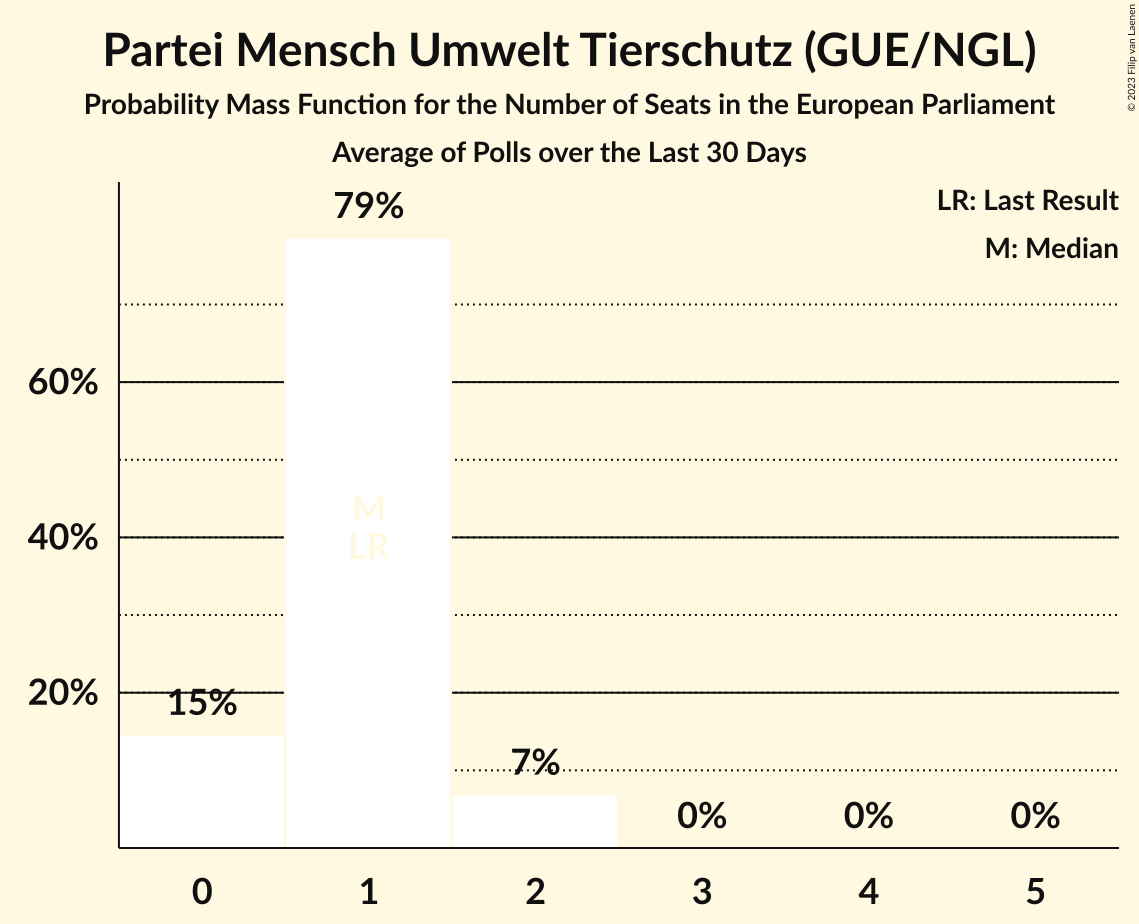 Partei Mensch Umwelt Tierschutz (GUE/NGL)
Probability Mass Function for the Number of Seats in the European Parliament
Average of Polls over the Last 30 Days
© 2023 Filip van Laenen
LR: Last Result
M: Median
79%
60%
M
40%
LR
20%
15%
7%
0% 0% 0%
0 1 2 3 4 5